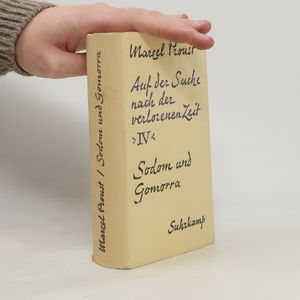 Marcel Proust
Auf der Suche
nach der
verlorenen Zeit
>IV<
Sodom und
Gomorra
Suhrkamp
Marcel Proust / Sodom und Gomorra